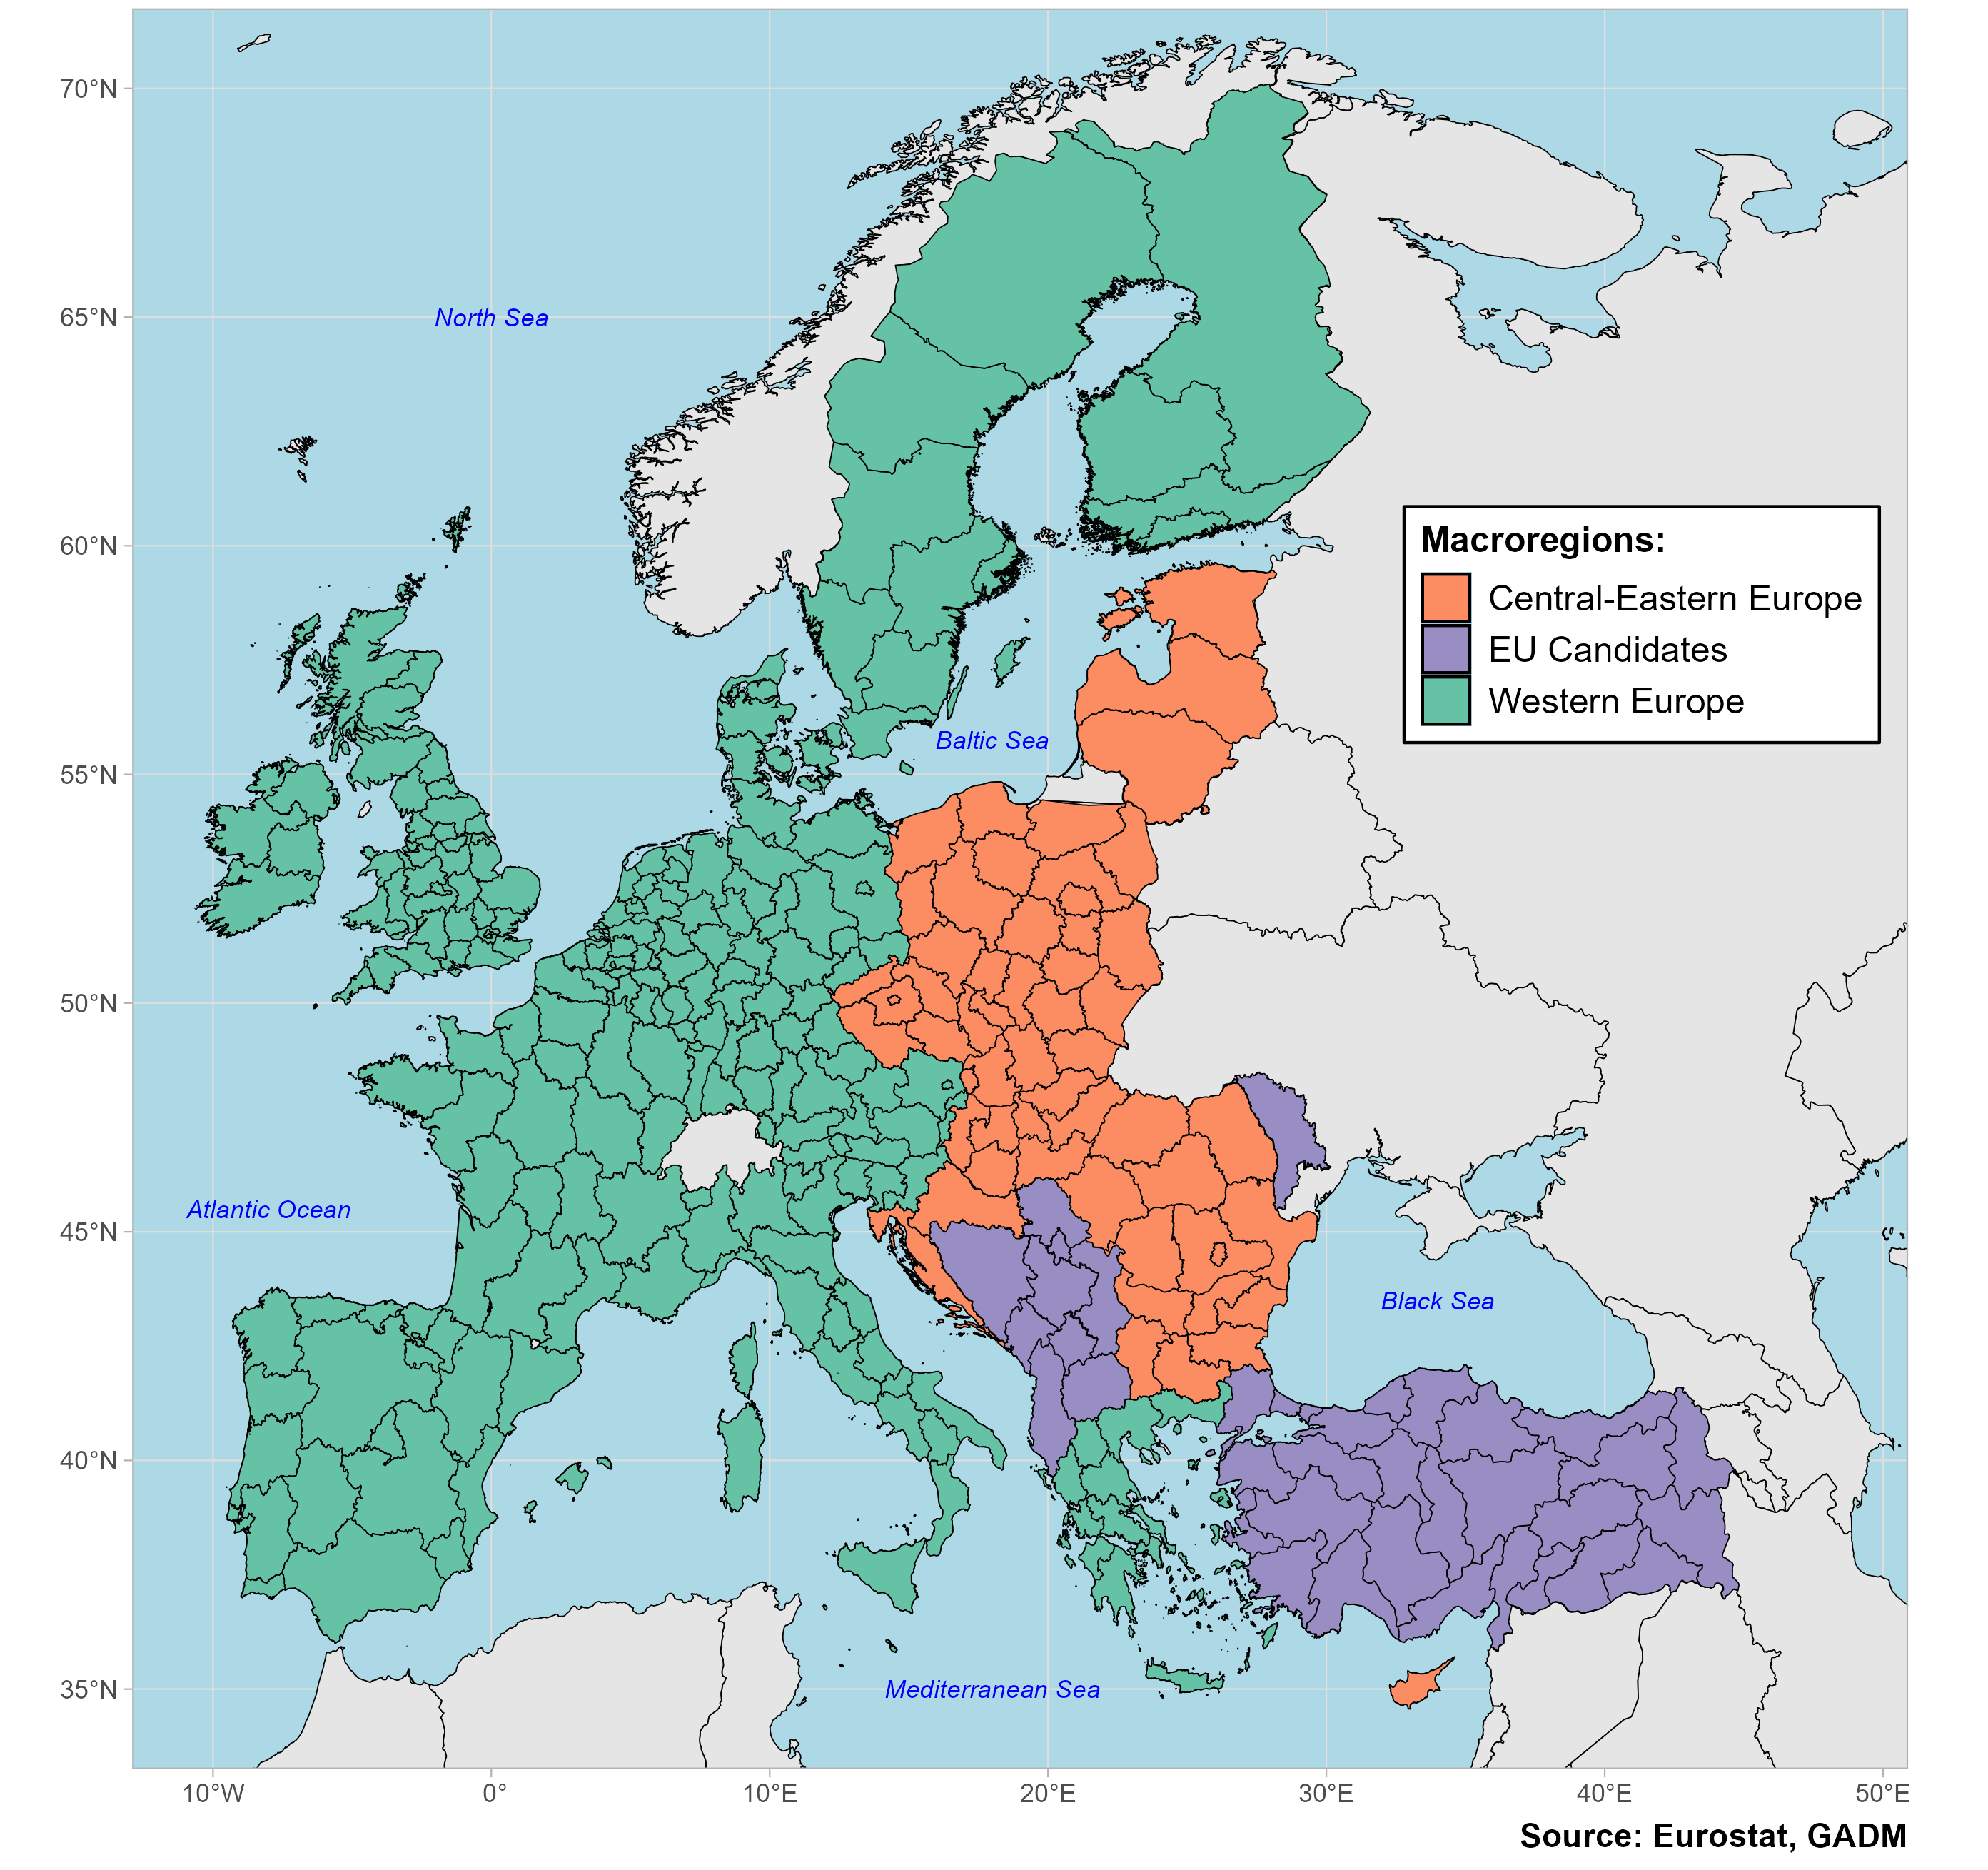 70°N
65°N
60°N
55°N
50°N
45°N
40°N
35°N
North Sea
Baltic Sea
Atlantic Ocean
Black Sea
Mediterranean Sea
Macroregions:
Central-Eastern Europe
EU Candidates
Western Europe
10°W 0° 10°E 20°E 30°E 40°E 50°E
Source: Eurostat, GADM